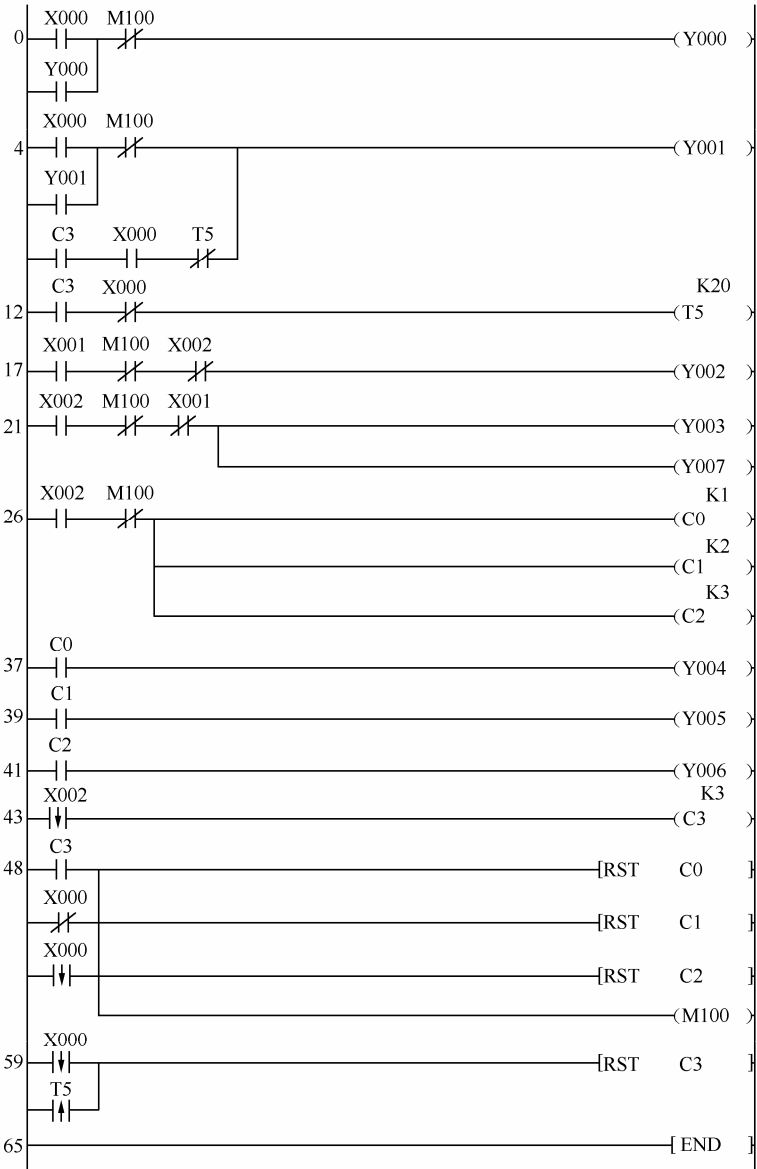 X000 M100
0 (Y000 )
Y000
X000 M100
4 (Y001 )
Y001
C3 X000 T5
C3 X000 K20
12 (T5 )
X001 M100 X002
17 (Y002 )
X002 M100 X001
21 (Y003 )
(Y007 )
X002 M100 K1
26 (C0 )
K2
(C1 )
K3
(C2 )
C0
37 (Y004 )
C1
39 (Y005 )
C2
41 (Y006 )
X002 K3
43 (C3 )
C3
48 [RST C0 ]
X000
[RST C1 ]
X000
[RST C2 ]
(M100 )
X000
59 [RST C3 ]
T5
65 [ END ]